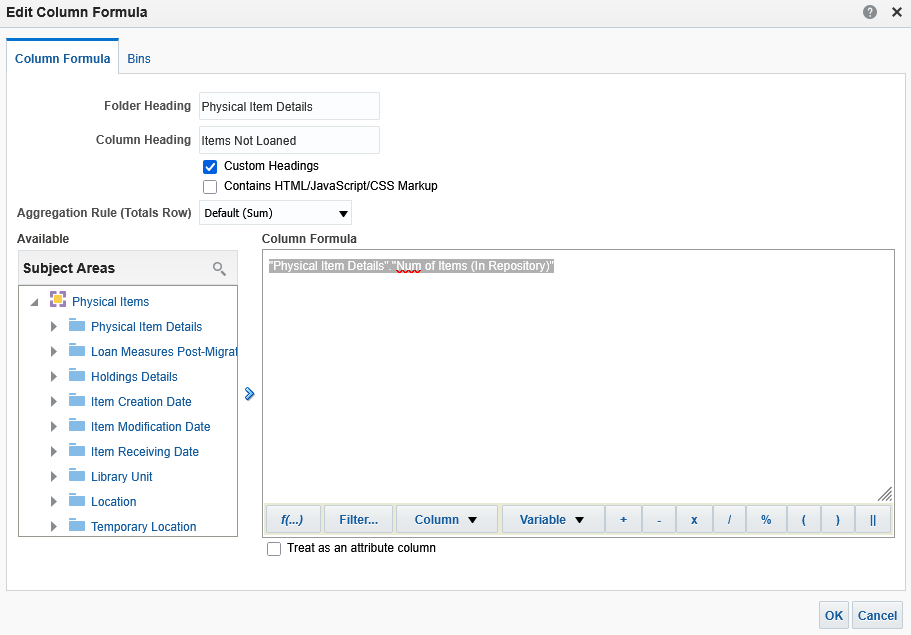 Edit Column Formula
Column Formula
Bins
Folder Heading
Physical Item Details
Column Heading
Items Not Loaned
Custom Headings
Contains HTML/JavaScript/CSS Markup
Aggregation Rule (Totals Row)
Default (Sum)
Available
Column Formula
Subject Areas
"Physical Item Details"."Num of Items (In Repository)"
Physical Items
Physical Item Details
Loan Measures Post-Migrat
Holdings Details
Item Creation Date
Item Modification Date
Item Receiving Date
Library Unit
Location
Temporary Location
f(...) Filter... Column Variable + - x / % ( ) ||
Treat as an attribute column
OK Cancel